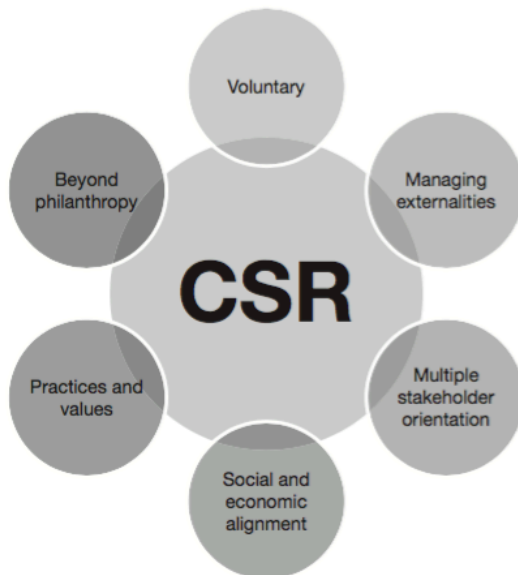 Voluntary
Beyond
philanthropy
Managing
externalities
CSR
Practices and
values
Multiple
stakeholder
orientation
Social and
economic
alignment